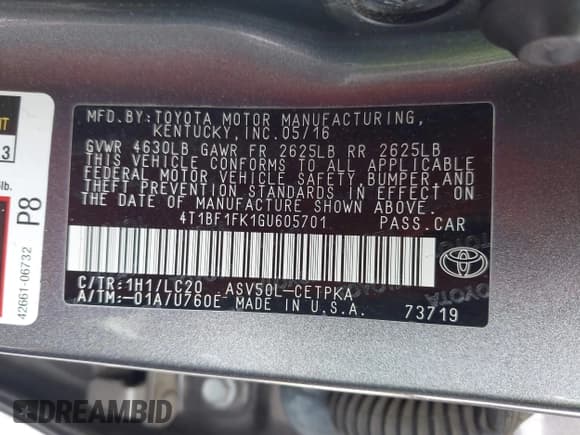 MFD.BY:TOYOTA MOTOR MANUFACTURING,
KENTUCKY, INC.05/16
GVWR 4630LB GAWR FR 2625LB RR 2625LB
THIS VEHICLE CONFORMS TO ALL APPLICABLE
FEDERAL MOTOR VEHICLE SAFETY, BUMPER AND
THEFT PREVENTION STANDARDS IN EFFECT ON
THE DATE OF MANUFACTURE SHOWN ABOVE.
4T1BF1FK1GU605701 PASS.CAR
C/TR:1H1/LC20 ASV50L-CETPKA
A/TM:-01A/U760E MADE IN U.S.A.
73719
TOYOTA
P8
42661-06732
3
lb.
DREAMBID